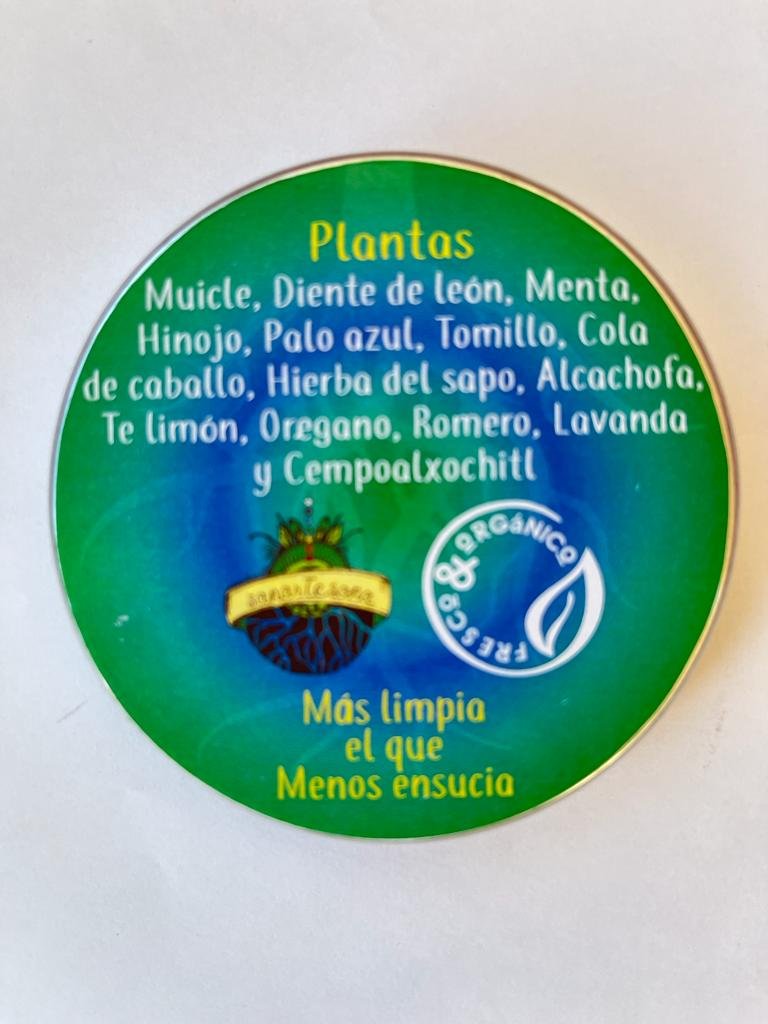 Plantas
Muicle, Diente de león, Menta,
Hinojo, Palo azul, Tomillo, Cola
de caballo, Hierba del sapo, Alcachofa,
Te limón, Oregano, Romero, Lavanda
y Cempoalxochitl
sanartesana
FRESCO & ORGÁNICO
Más limpia
el que
Menos ensucia